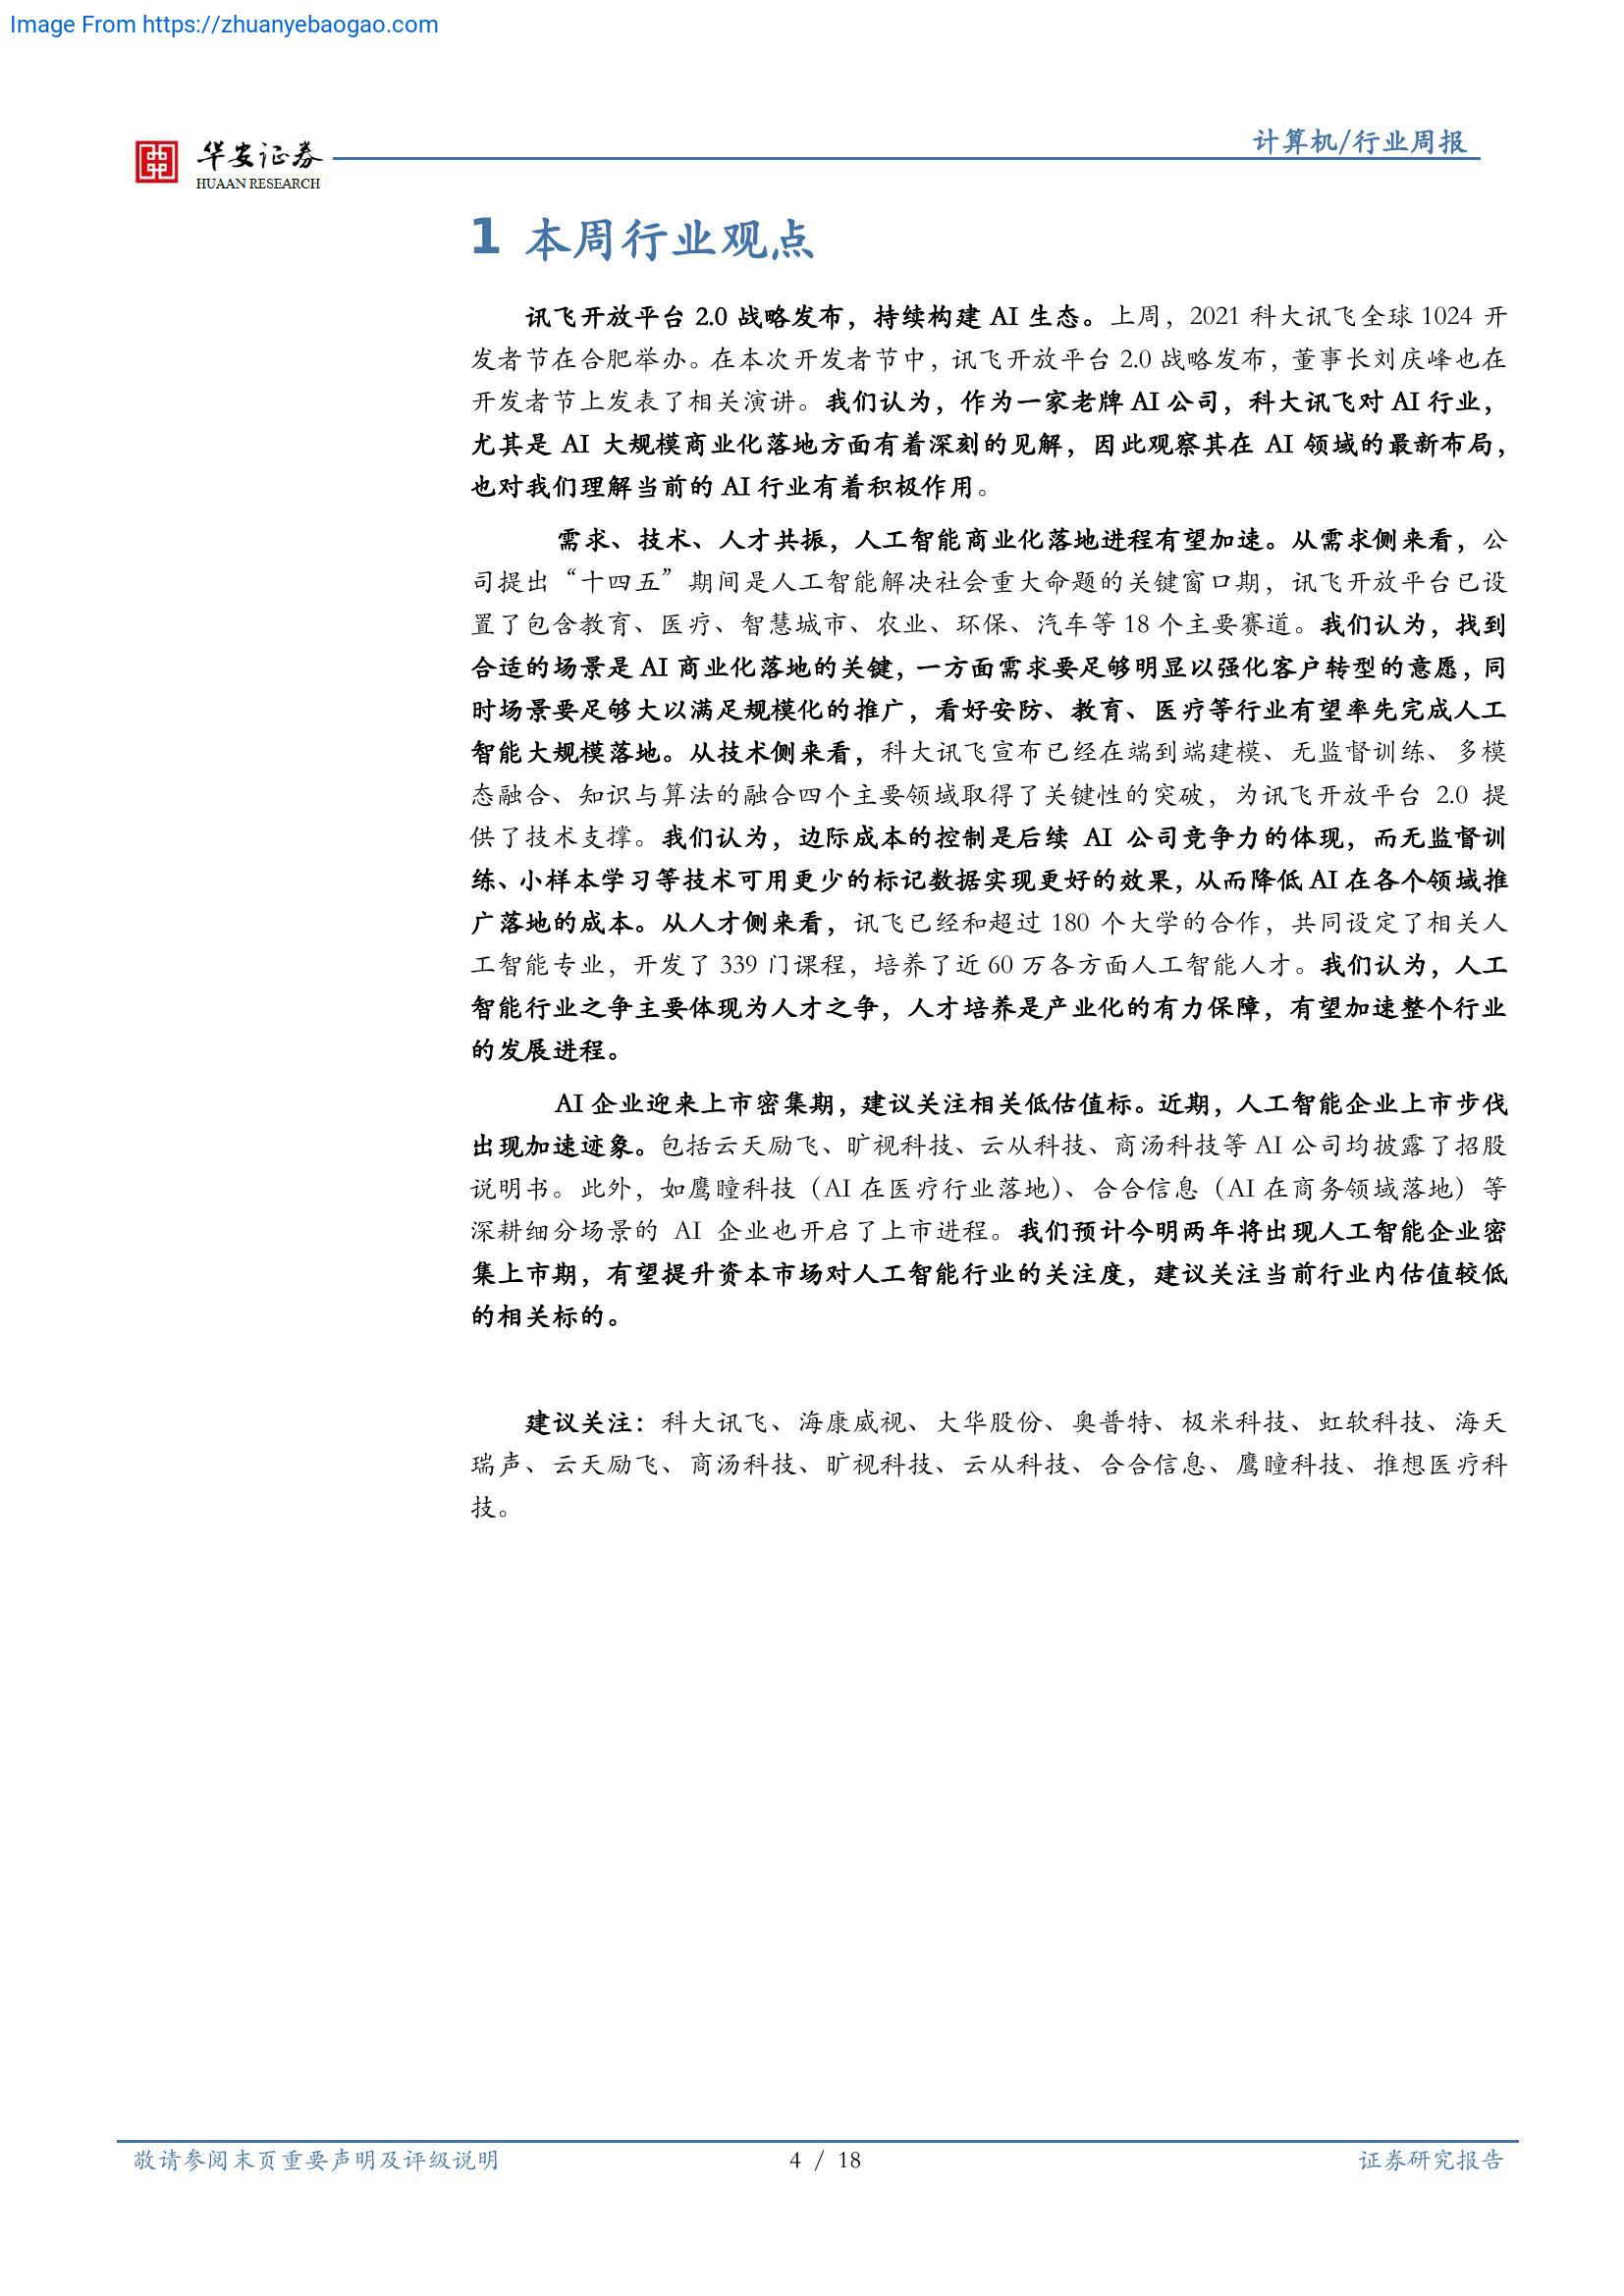 Image From https://zhuanyebaogao.com
华安证券
HUAAN RESEARCH
计算机/行业周报
1 本周行业观点
讯飞开放平台 2.0 战略发布，持续构建 AI 生态。上周，2021 科大讯飞全球 1024 开
发者节在合肥举办。在本次开发者节中，讯飞开放平台 2.0 战略发布，董事长刘庆峰也在
开发者节上发表了相关演讲。我们认为，作为一家老牌 AI 公司，科大讯飞对 AI 行业，
尤其是 AI 大规模商业化落地方面有着深刻的见解，因此观察其在 AI 领域的最新布局，
也对我们理解当前的 AI 行业有着积极作用。
需求、技术、人才共振，人工智能商业化落地进程有望加速。从需求侧来看，公
司提出“十四五”期间是人工智能解决社会重大命题的关键窗口期，讯飞开放平台已设
置了包含教育、医疗、智慧城市、农业、环保、汽车等 18 个主要赛道。我们认为，找到
合适的场景是 AI 商业化落地的关键，一方面需求要足够明显以强化客户转型的意愿，同
时场景要足够大以满足规模化的推广，看好安防、教育、医疗等行业有望率先完成人工
智能大规模落地。从技术侧来看，科大讯飞宣布已经在端到端建模、无监督训练、多模
态融合、知识与算法的融合四个主要领域取得了关键性的突破，为讯飞开放平台 2.0 提
供了技术支撑。我们认为，边际成本的控制是后续 AI 公司竞争力的体现，而无监督训
练、小样本学习等技术可用更少的标记数据实现更好的效果，从而降低 AI 在各个领域推
广落地的成本。从人才侧来看，讯飞已经和超过 180 个大学的合作，共同设定了相关人
工智能专业，开发了 339 门课程，培养了近 60 万各方面人工智能人才。我们认为，人工
智能行业之争主要体现为人才之争，人才培养是产业化的有力保障，有望加速整个行业
的发展进程。
AI 企业迎来上市密集期，建议关注相关低估值标。近期，人工智能企业上市步伐
出现加速迹象。包括云天励飞、旷视科技、云从科技、商汤科技等 AI 公司均披露了招股
说明书。此外，如鹰瞳科技（AI 在医疗行业落地）、合合信息（AI 在商务领域落地）等
深耕细分场景的 AI 企业也开启了上市进程。我们预计今明两年将出现人工智能企业密
集上市期，有望提升资本市场对人工智能行业的关注度，建议关注当前行业内估值较低
的相关标的。
建议关注：科大讯飞、海康威视、大华股份、奥普特、极米科技、虹软科技、海天
瑞声、云天励飞、商汤科技、旷视科技、云从科技、合合信息、鹰瞳科技、推想医疗科
技。
敬请参阅末页重要声明及评级说明
4 / 18
证券研究报告